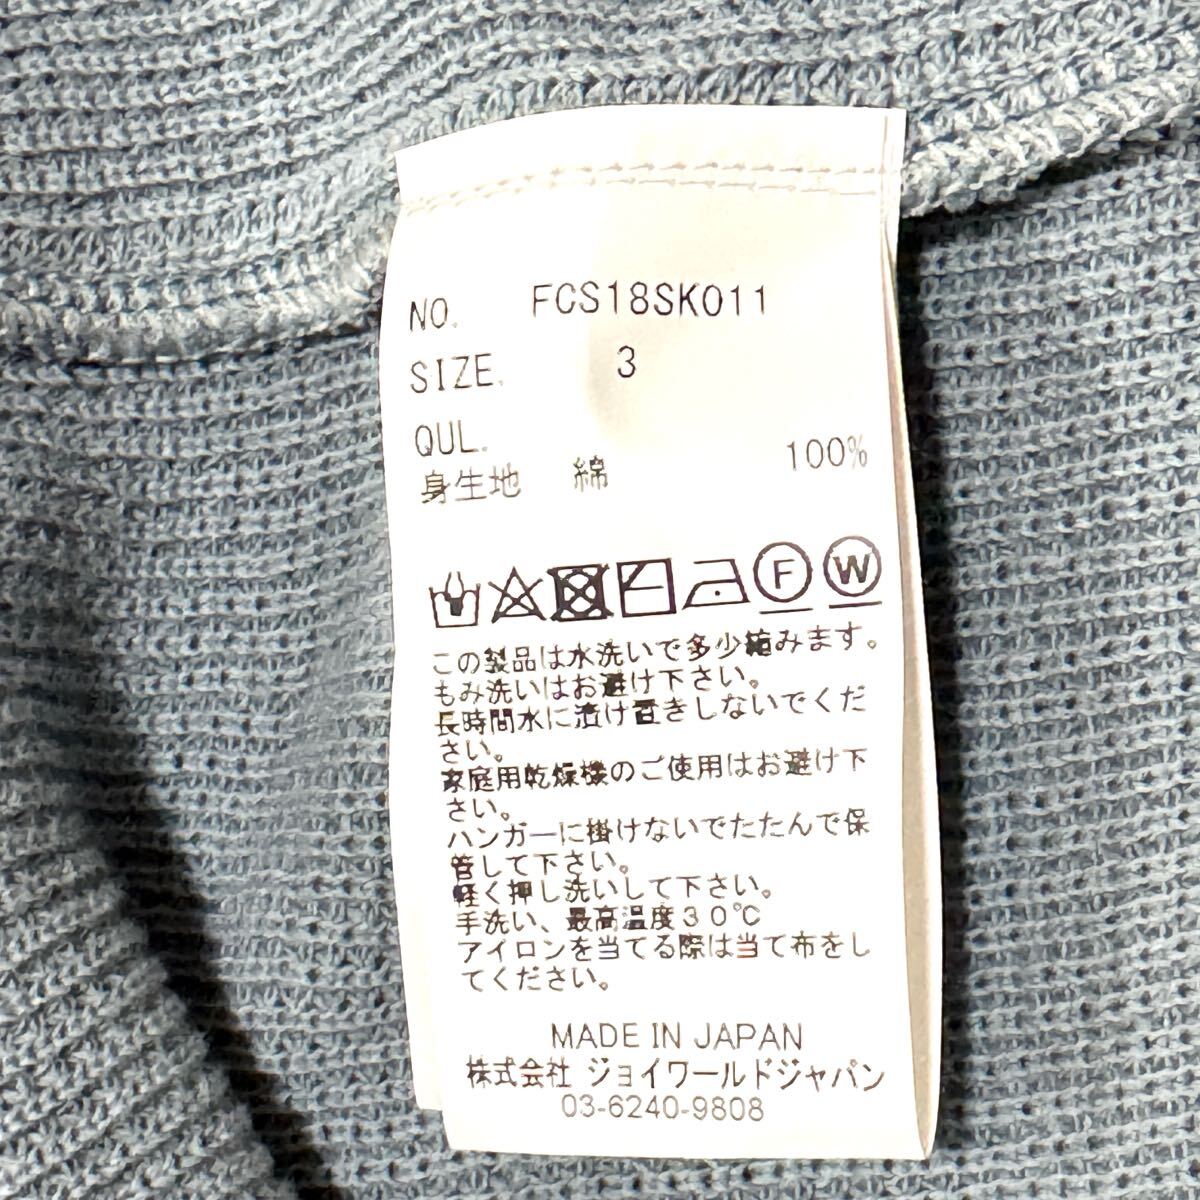 NO. FCS18SK011
SIZE. 3
QUL.
身生地 綿 100%
F W
この製品は水洗いで多少縮みます。
もみ洗いはお避け下さい。
長時間水に漬け置きしないでくだ
さい。
家庭用乾燥機のご使用はお避け下
さい。
ハンガーに掛けないでたたんで保
管して下さい。
軽く押し洗いして下さい。
手洗い、最高温度30℃
アイロンを当てる際は当て布をし
てください。
MADE IN JAPAN
株式会社 ジョイワールドジャパン
03-6240-9808